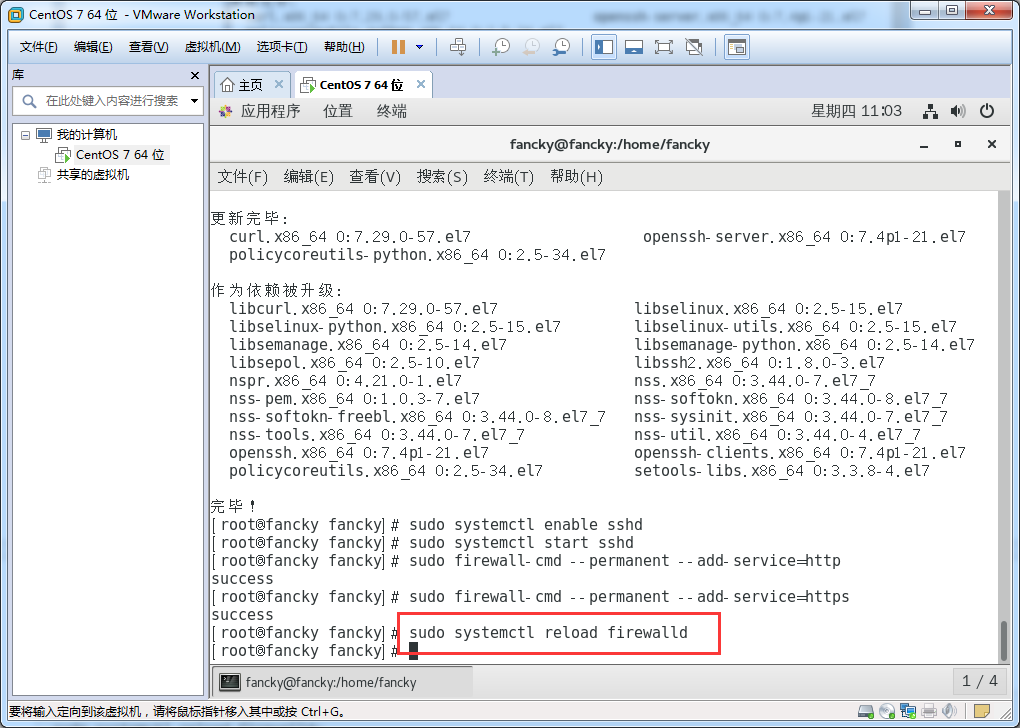 CentOS 7 64 位 - VMware Workstation
文件(F) 编辑(E) 查看(V) 虚拟机(M) 选项卡(T) 帮助(H)
库
在此处键入内容进行搜索
我的计算机
CentOS 7 64 位
共享的虚拟机
主页 CentOS 7 64 位
应用程序 位置 终端 星期四 11:03
fancky@fancky:/home/fancky
文件(F) 编辑(E) 查看(V) 搜索(S) 终端(T) 帮助(H)
更新完毕:
curl.x86_64 0:7.29.0-57.el7 openssh-server.x86_64 0:7.4p1-21.el7
policycoreutils-python.x86_64 0:2.5-34.el7
作为依赖被升级:
libcurl.x86_64 0:7.29.0-57.el7 libselinux.x86_64 0:2.5-15.el7
libselinux-python.x86_64 0:2.5-15.el7 libselinux-utils.x86_64 0:2.5-15.el7
libsemanage.x86_64 0:2.5-14.el7 libsemanage-python.x86_64 0:2.5-14.el7
libsepol.x86_64 0:2.5-10.el7 libssh2.x86_64 0:1.8.0-3.el7
nspr.x86_64 0:4.21.0-1.el7 nss.x86_64 0:3.44.0-7.el7_7
nss-pem.x86_64 0:1.0.3-7.el7 nss-softokn.x86_64 0:3.44.0-8.el7_7
nss-softokn-freebl.x86_64 0:3.44.0-8.el7_7 nss-sysinit.x86_64 0:3.44.0-7.el7_7
nss-tools.x86_64 0:3.44.0-7.el7_7 nss-util.x86_64 0:3.44.0-4.el7_7
openssh.x86_64 0:7.4p1-21.el7 openssh-clients.x86_64 0:7.4p1-21.el7
policycoreutils.x86_64 0:2.5-34.el7 setools-libs.x86_64 0:3.3.8-4.el7
完毕！
[root@fancky fancky]# sudo systemctl enable sshd
[root@fancky fancky]# sudo systemctl start sshd
[root@fancky fancky]# sudo firewall-cmd --permanent --add-service=http
success
[root@fancky fancky]# sudo firewall-cmd --permanent --add-service=https
success
[root@fancky fancky]# sudo systemctl reload firewalld
[root@fancky fancky]#
fancky@fancky:/home/fancky 1 / 4
要将输入定向到该虚拟机，请将鼠标指针移入其中或按 Ctrl+G。